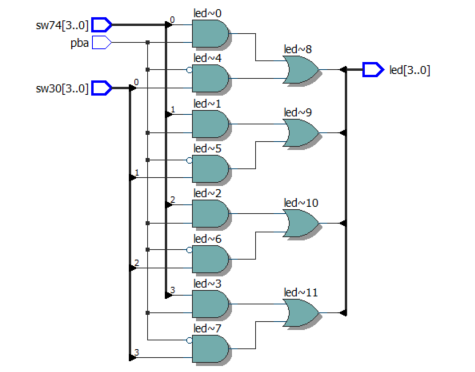 led~0
sw74[3..0]
0
led~8
pba
led~4
led[3..0]
sw30[3..0]
0
led~1
1
led~9
led~5
1
led~2
2
led~10
led~6
2
led~3
3
led~11
led~7
3